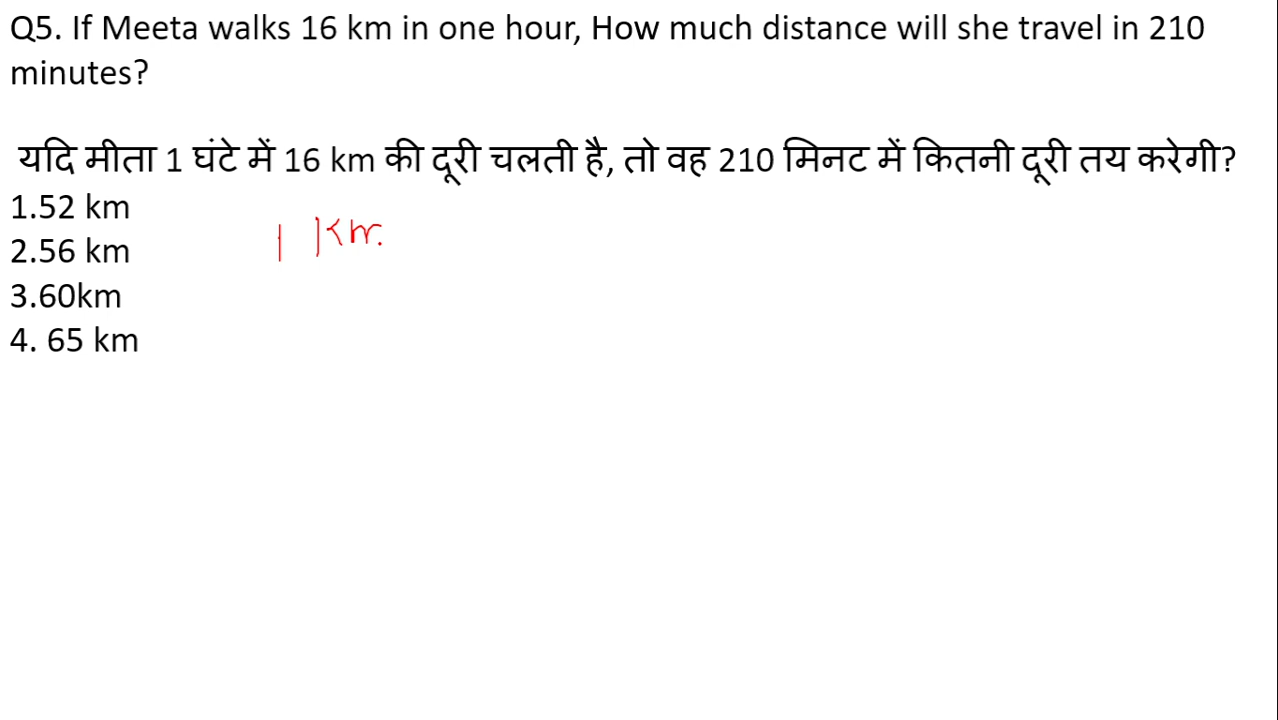 Q5. If Meeta walks 16 km in one hour, How much distance will she travel in 210
minutes?
यदि मीता 1 घंटे में 16 km की दूरी चलती है, तो वह 210 मिनट में कितनी दूरी तय करेगी?
1.52 km
1 Km.
2.56 km
3.60km
4. 65 km